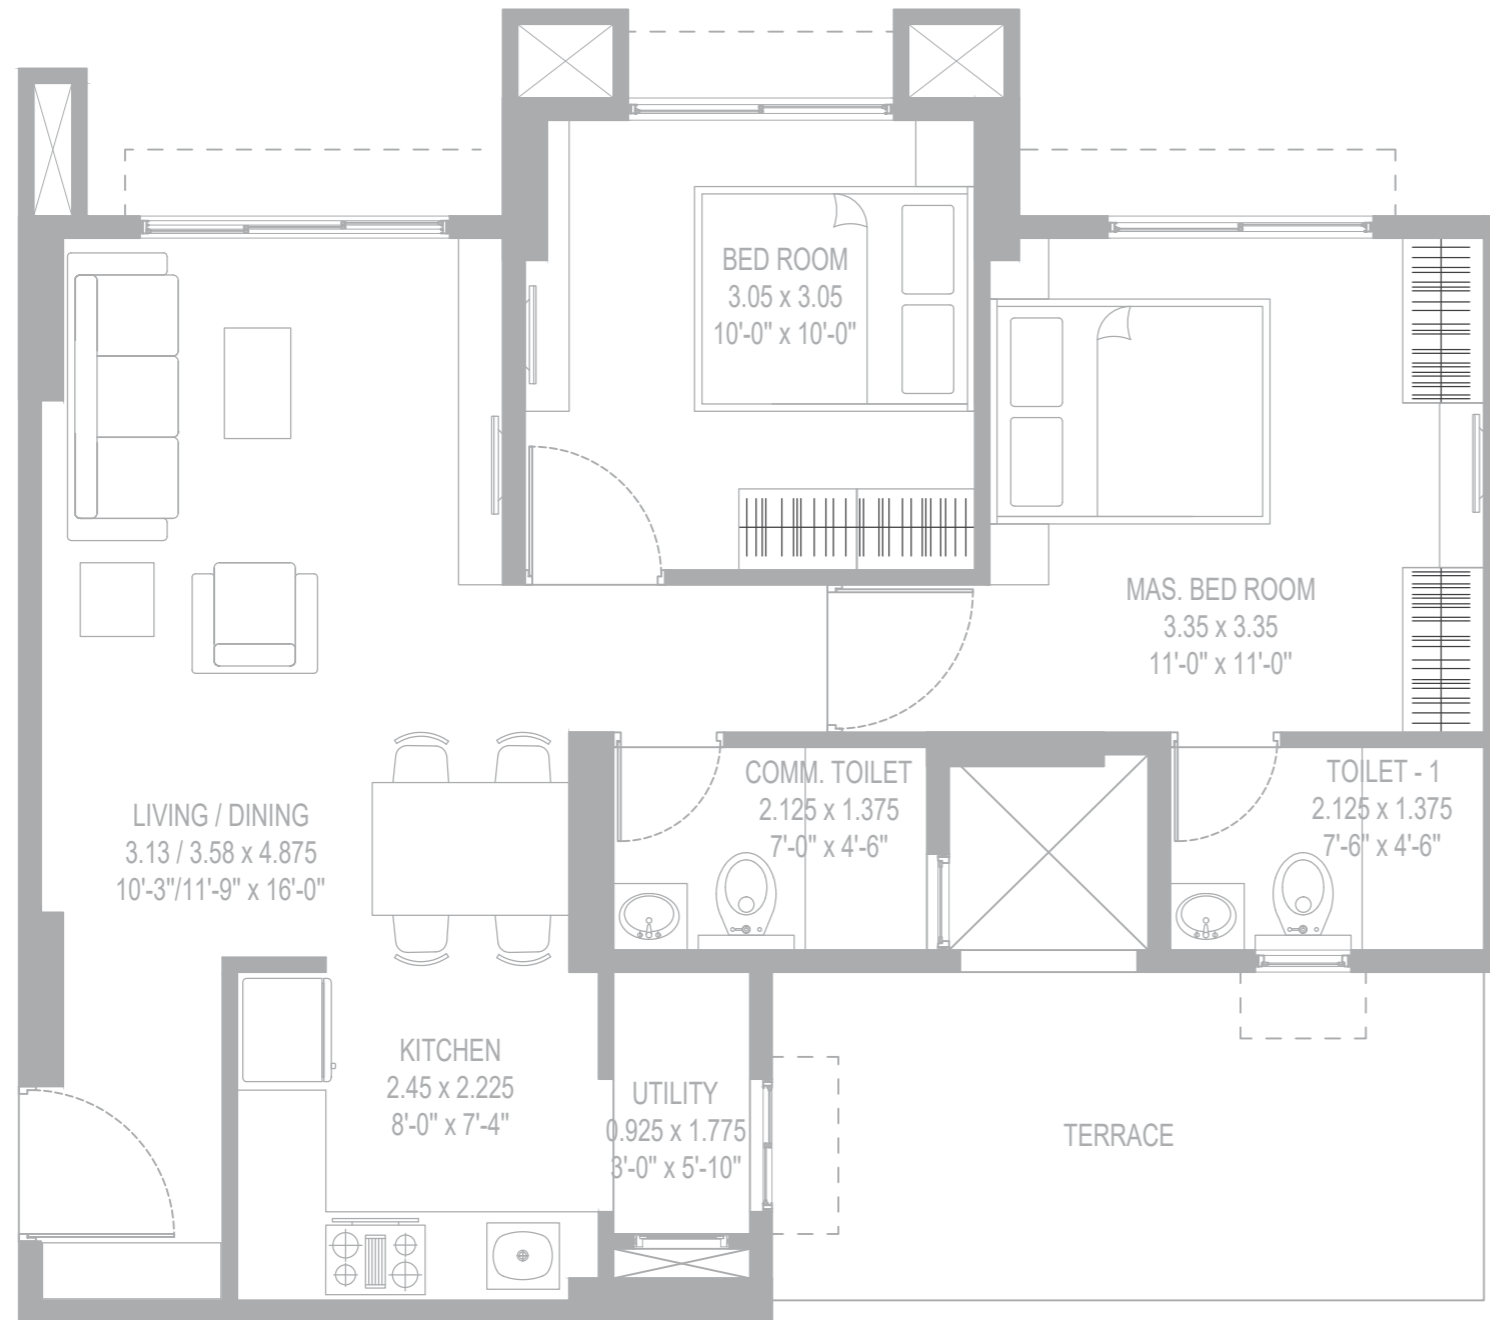 BED ROOM
3.05 x 3.05
10'-0" x 10'-0"
MAS. BED ROOM
3.35 x 3.35
11'-0" x 11'-0"
LIVING / DINING
3.13 / 3.58 x 4.875
10'-3"/11'-9" x 16'-0"
COMM. TOILET
2.125 x 1.375
7'-0" x 4'-6"
TOILET - 1
2.125 x 1.375
7'-6" x 4'-6"
KITCHEN
2.45 x 2.225
8'-0" x 7'-4"
UTILITY
0.925 x 1.775
3'-0" x 5'-10"
TERRACE